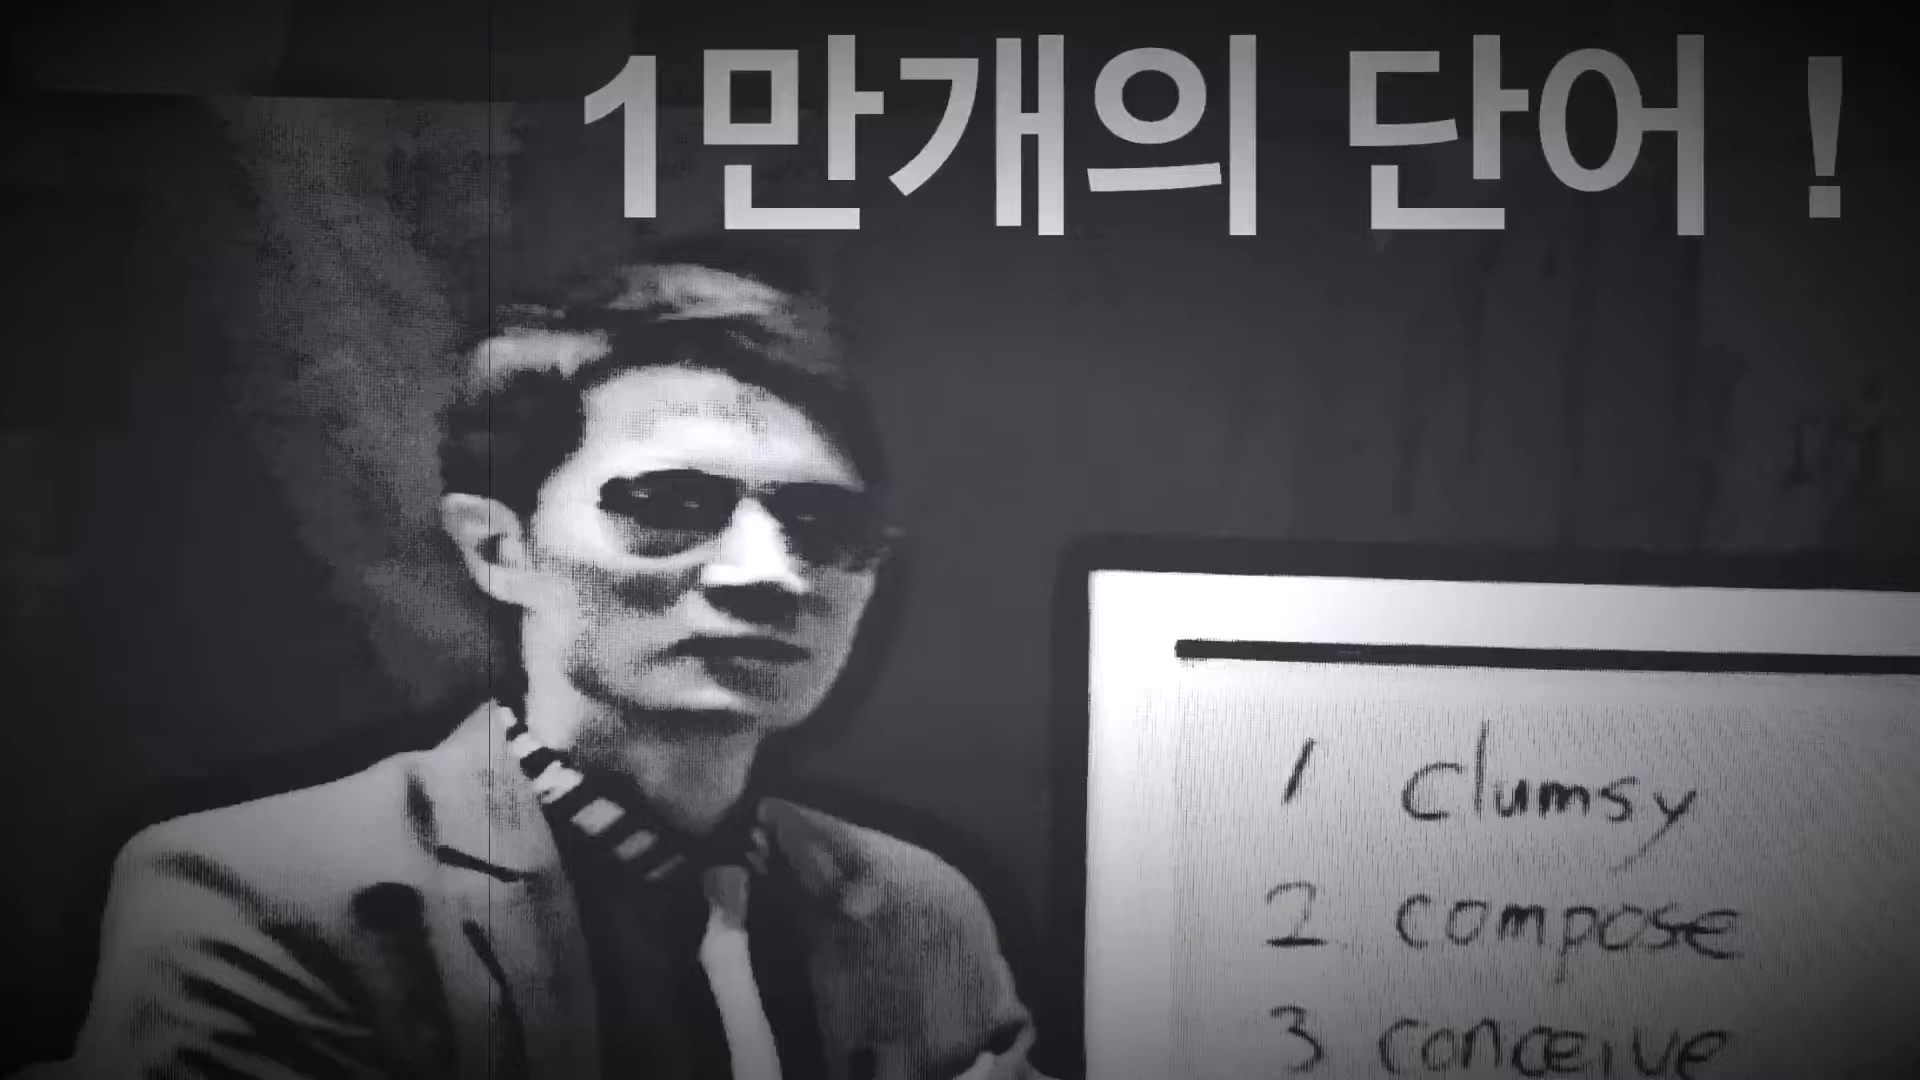 1만개의 단어 !
1 clumsy
2 compose
3 conceive